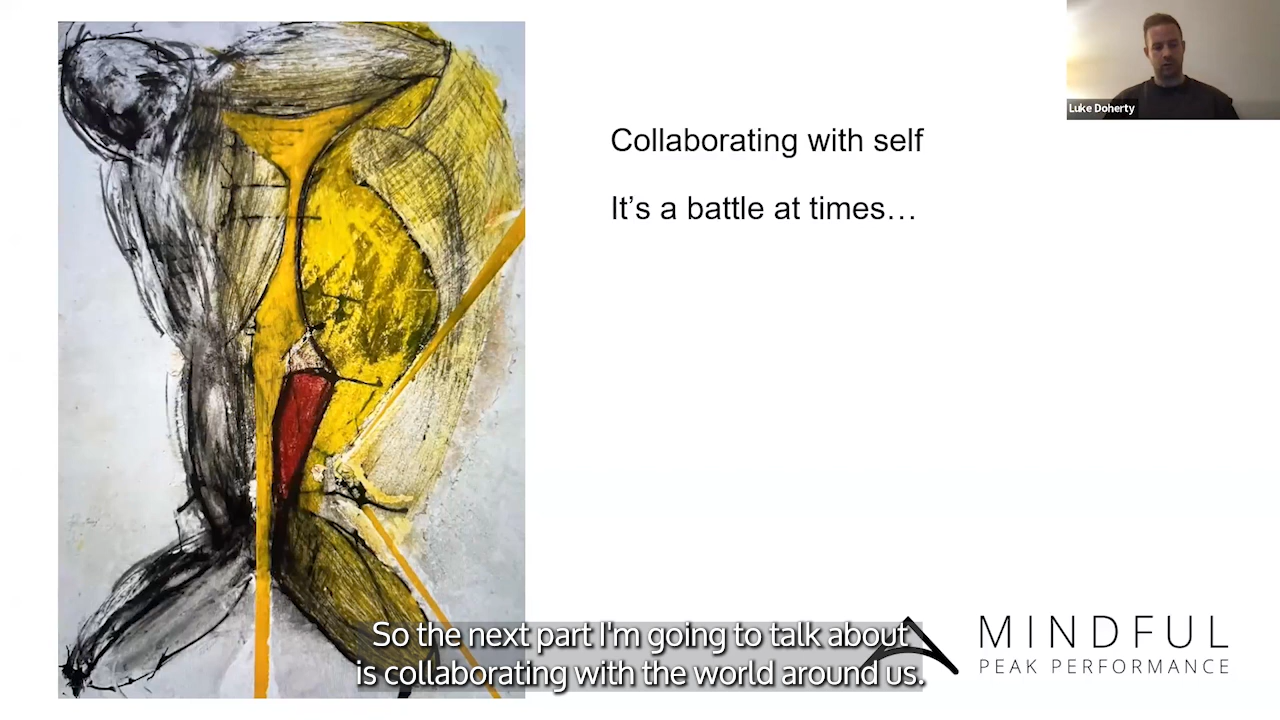 Luke Doherty
Collaborating with self
It's a battle at times…
So the next part I'm going to talk about
is collaborating with the world around us.
MINDFUL
PEAK PERFORMANCE